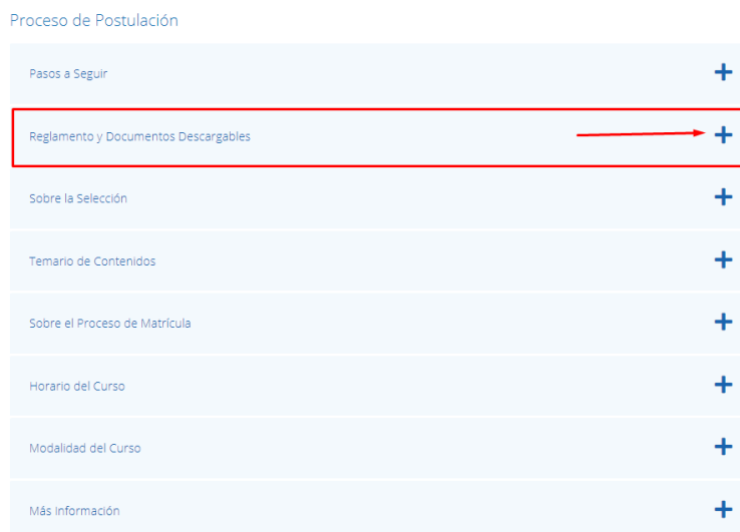 Proceso de Postulación
Pasos a Seguir
Reglamento y Documentos Descargables
Sobre la Selección
Temario de Contenidos
Sobre el Proceso de Matrícula
Horario del Curso
Modalidad del Curso
Más Información